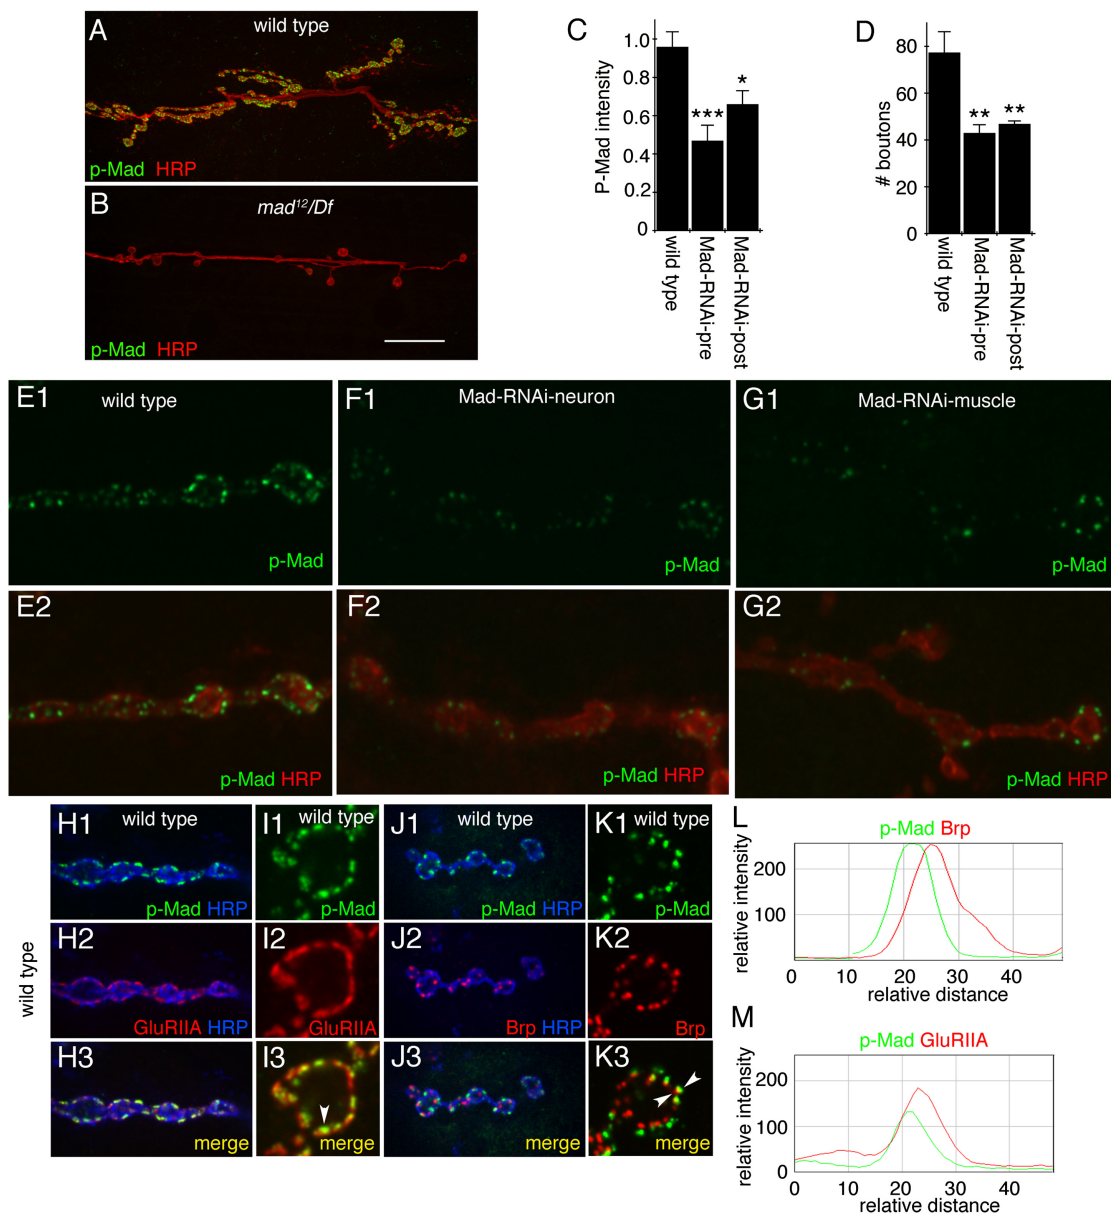 A
wild type
p-Mad HRP
B
mad12/Df
p-Mad HRP
C
P-Mad intensity
1.0
0.8
0.6
0.4
0.2
0
***
*
wild type
Mad-RNAi-pre
Mad-RNAi-post
D
# boutons
80
60
40
20
0
**
**
wild type
Mad-RNAi-pre
Mad-RNAi-post
E1
wild type
p-Mad
F1
Mad-RNAi-neuron
p-Mad
G1
Mad-RNAi-muscle
p-Mad
E2
p-Mad HRP
F2
p-Mad HRP
G2
p-Mad HRP
wild type
H1
wild type
p-Mad HRP
I1
wild type
p-Mad
J1
wild type
p-Mad HRP
K1
wild type
p-Mad
H2
GluRIIA HRP
I2
GluRIIA
J2
Brp HRP
K2
Brp
H3
merge
I3
merge
J3
merge
K3
merge
L
p-Mad Brp
relative intensity
200
100
0
10
20
30
40
relative distance
M
p-Mad GluRIIA
relative intensity
200
100
0
0
10
20
30
40
relative distance